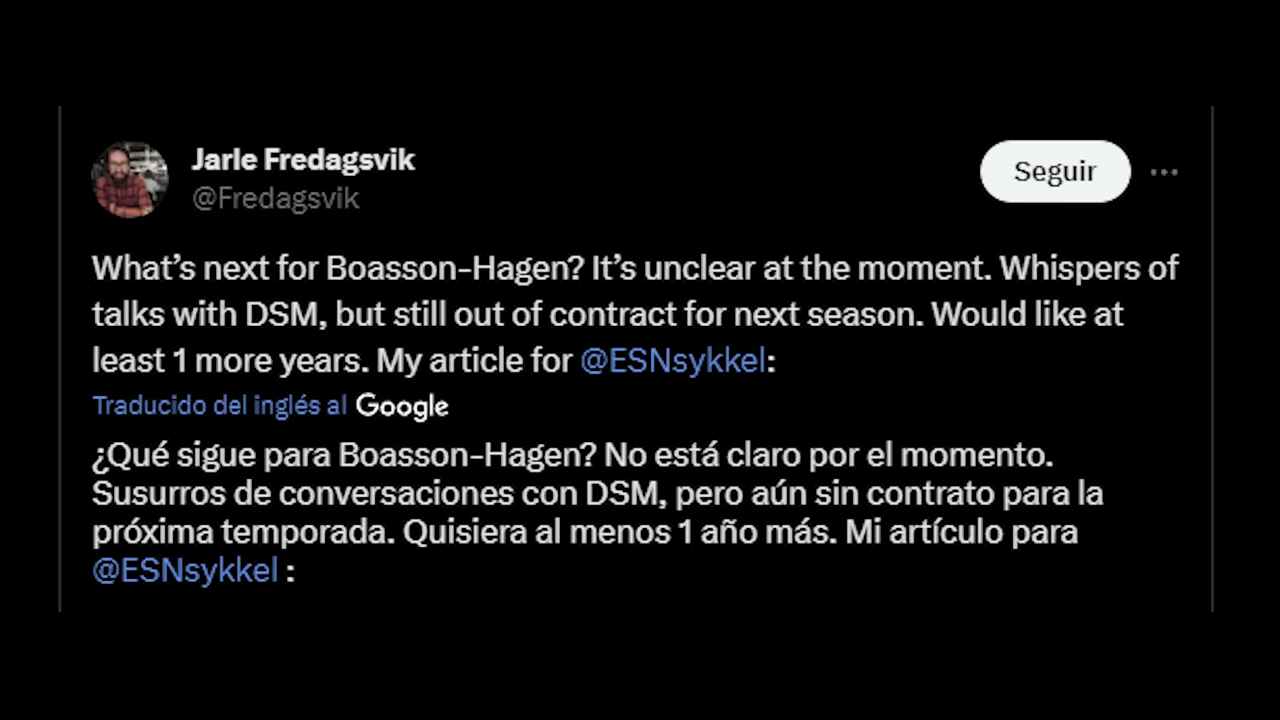 Jarle Fredagsvik
@Fredagsvik
Seguir
What’s next for Boasson-Hagen? It’s unclear at the moment. Whispers of
talks with DSM, but still out of contract for next season. Would like at
least 1 more years. My article for @ESNsykkel:
Traducido del inglés al Google
¿Qué sigue para Boasson-Hagen? No está claro por el momento.
Susurros de conversaciones con DSM, pero aún sin contrato para la
próxima temporada. Quisiera al menos 1 año más. Mi artículo para
@ESNsykkel :